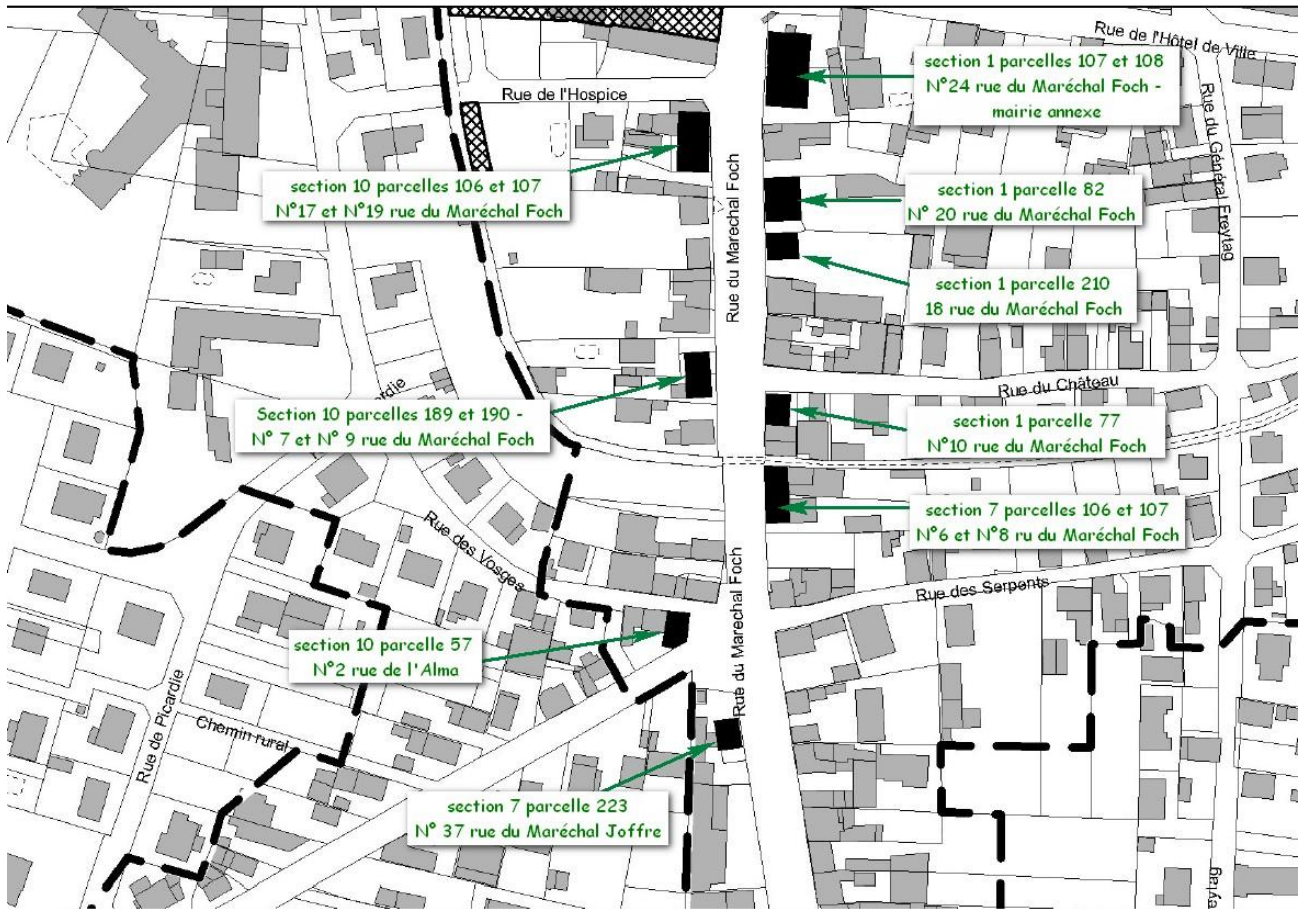 Rue de l'Hôtel de Ville
section 1 parcelles 107 et 108
N°24 rue du Maréchal Foch -
mairie annexe
Rue de l'Hospice
Rue du Général Freytag
section 10 parcelles 106 et 107
N°17 et N°19 rue du Maréchal Foch
Rue du Marechal Foch
section 1 parcelle 82
N° 20 rue du Maréchal Foch
section 1 parcelle 210
18 rue du Maréchal Foch
Rue du Château
ardie
Section 10 parcelles 189 et 190 -
N° 7 et N° 9 rue du Maréchal Foch
section 1 parcelle 77
N°10 rue du Maréchal Foch
section 7 parcelles 106 et 107
N°6 et N°8 ru du Maréchal Foch
Rue des Vosges
Rue du Marechal Foch
Rue des Serpents
section 10 parcelle 57
N°2 rue de l'Alma
Rue de Picardie
Chemin rural
section 7 parcelle 223
N° 37 rue du Maréchal Joffre